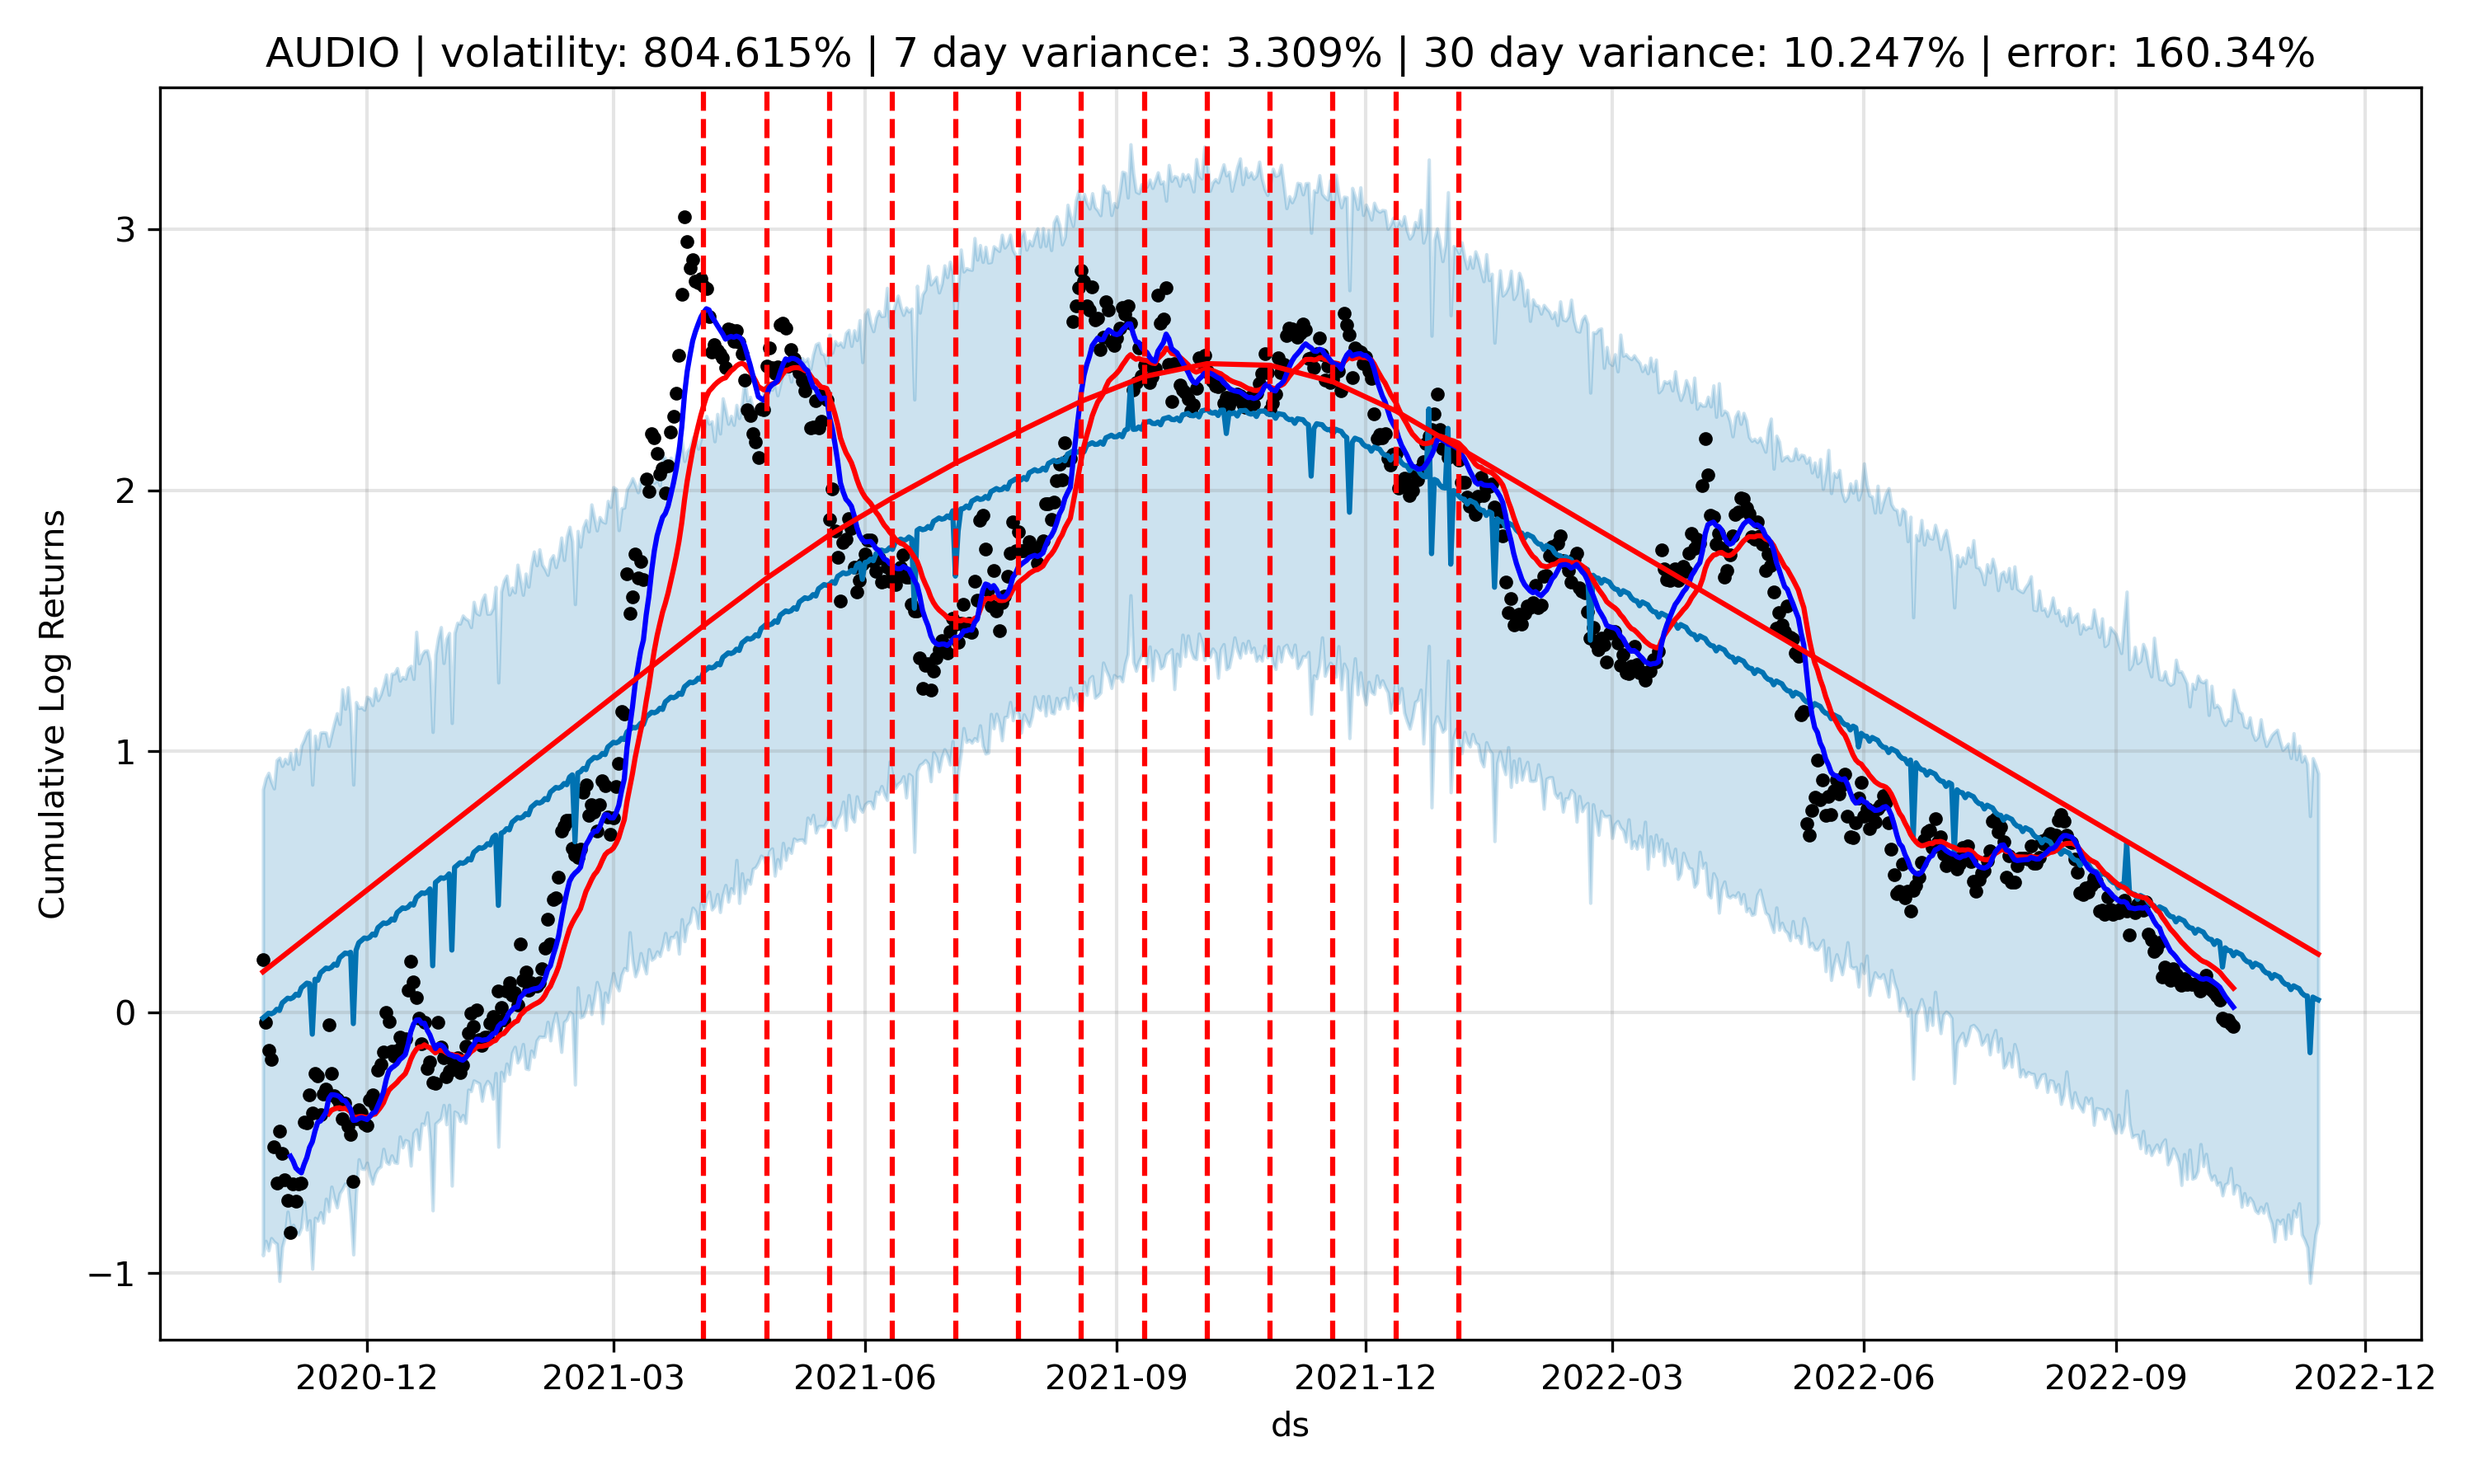 AUDIO | volatility: 804.615% | 7 day variance: 3.309% | 30 day variance: 10.247% | error: 160.34%
Cumulative Log Returns
3
2
1
0
−1
2020-12 2021-03 2021-06 2021-09 2021-12 2022-03 2022-06 2022-09 2022-12
ds